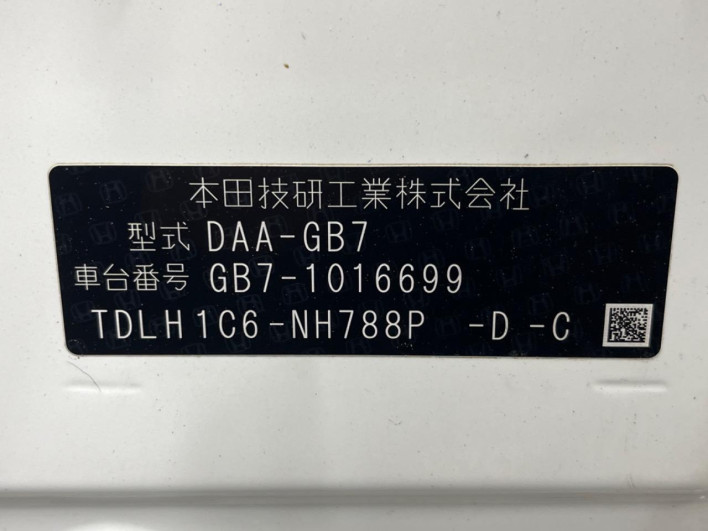 本田技研工業株式会社
型式 DAA-GB7
車台番号 GB7-1016699
TDLH1C6-NH788P -D -C